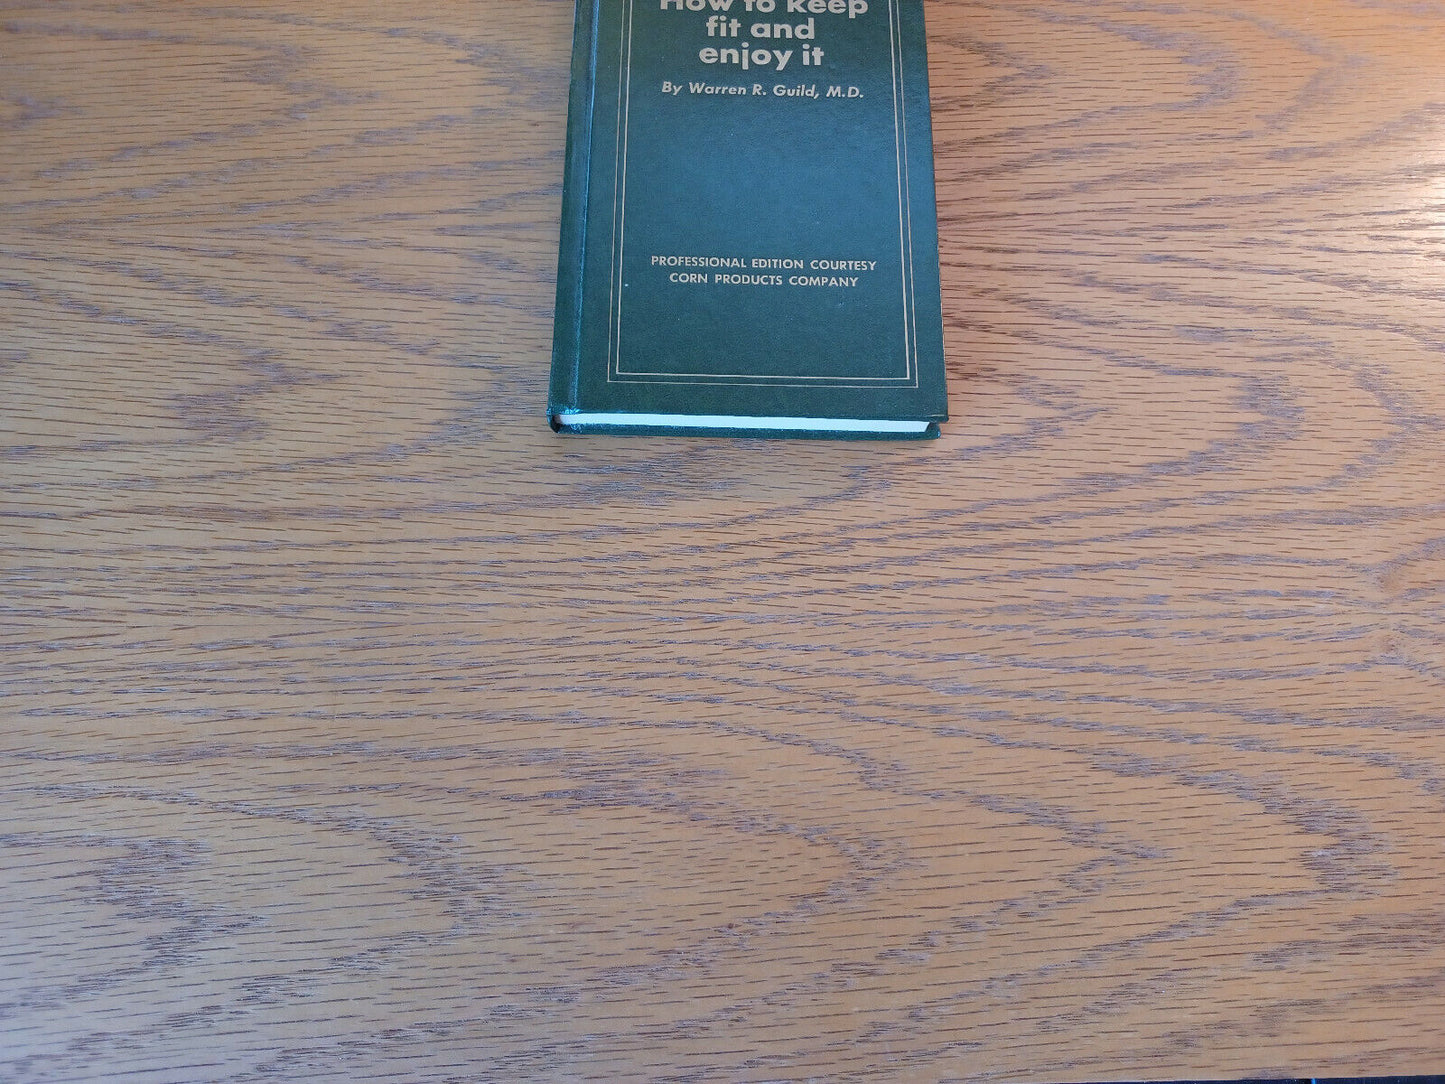 How to keep
fit and
enjoy it
By Warren R. Guild, M.D.
PROFESSIONAL EDITION COURTESY
CORN PRODUCTS COMPANY